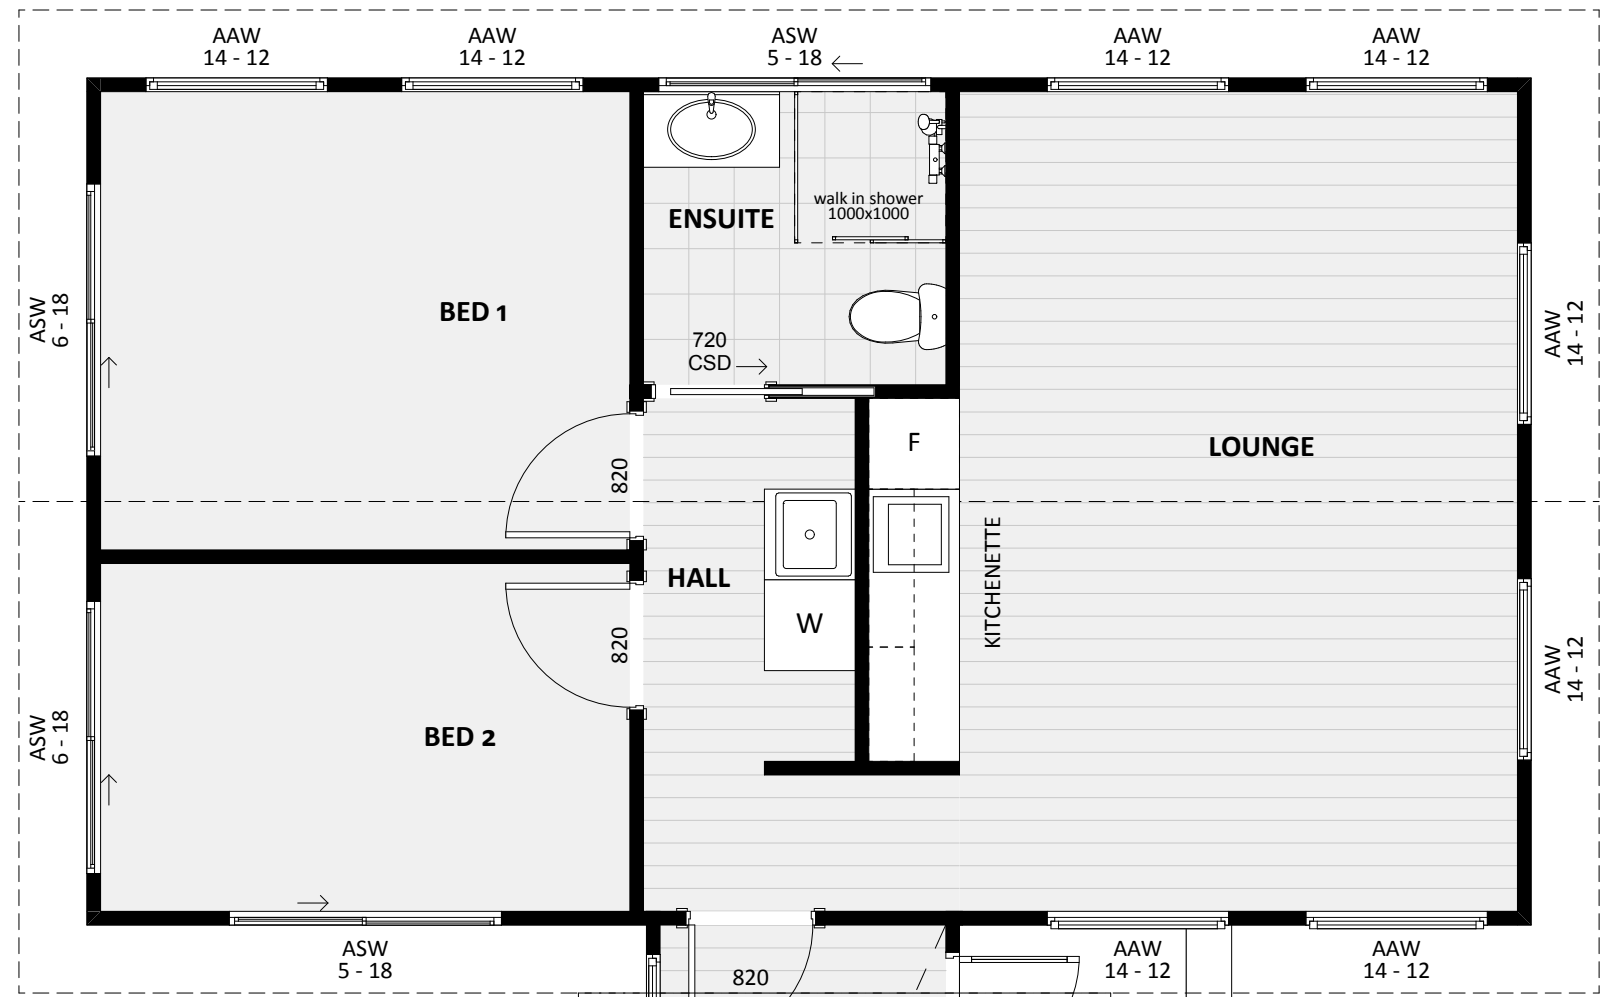 AAW
14 - 12
AAW
14 - 12
ASW
5 - 18
AAW
14 - 12
AAW
14 - 12
walk in shower
1000x1000
ENSUITE
BED 1
ASW
6 - 18
720
CSD
AAW
14 - 12
F
LOUNGE
820
KITCHENETTE
HALL
W
820
AAW
14 - 12
BED 2
ASW
6 - 18
ASW
5 - 18
820
AAW
14 - 12
AAW
14 - 12